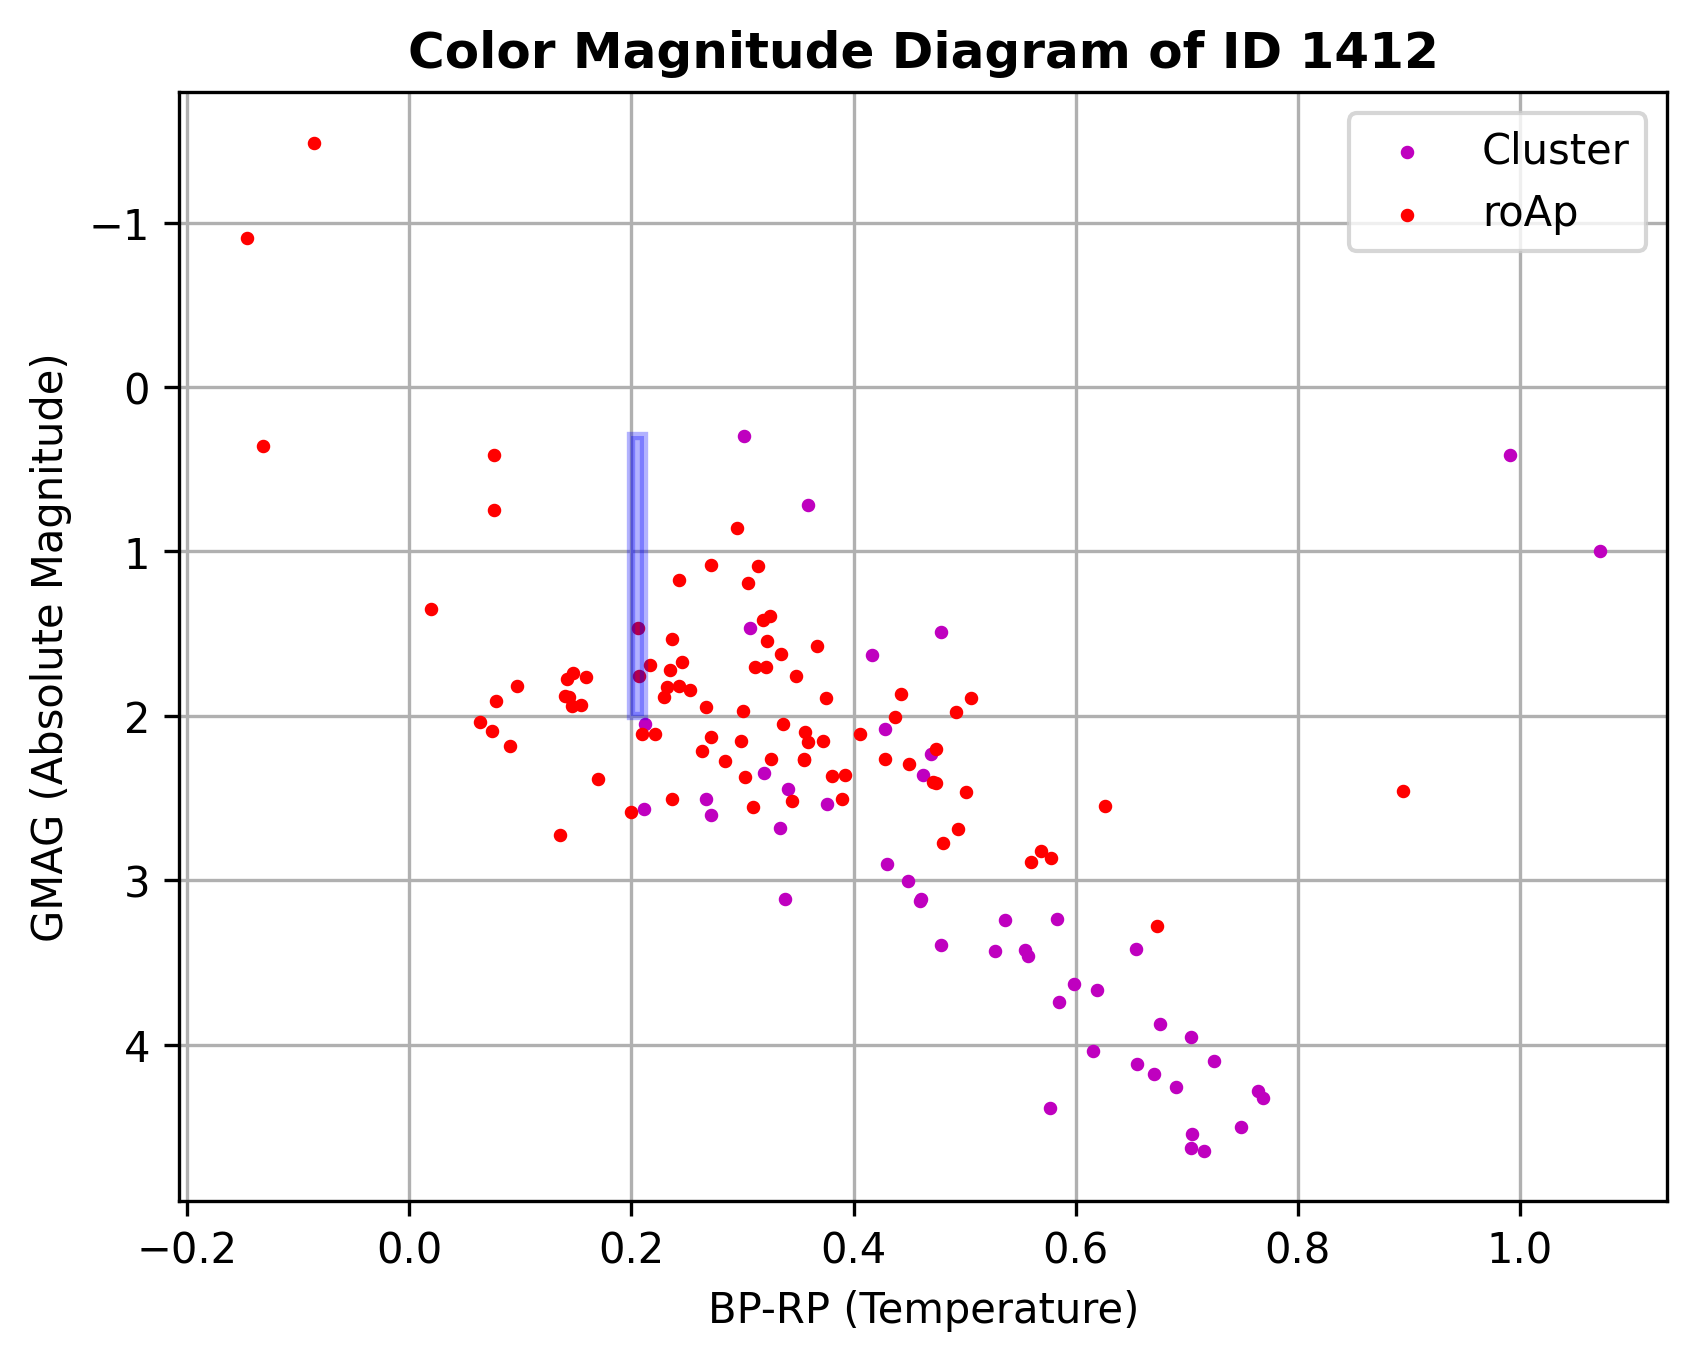 Color Magnitude Diagram of ID 1412
Cluster
roAp
GMAG (Absolute Magnitude)
−1
0
1
2
3
4
−0.2 0.0 0.2 0.4 0.6 0.8 1.0
BP-RP (Temperature)